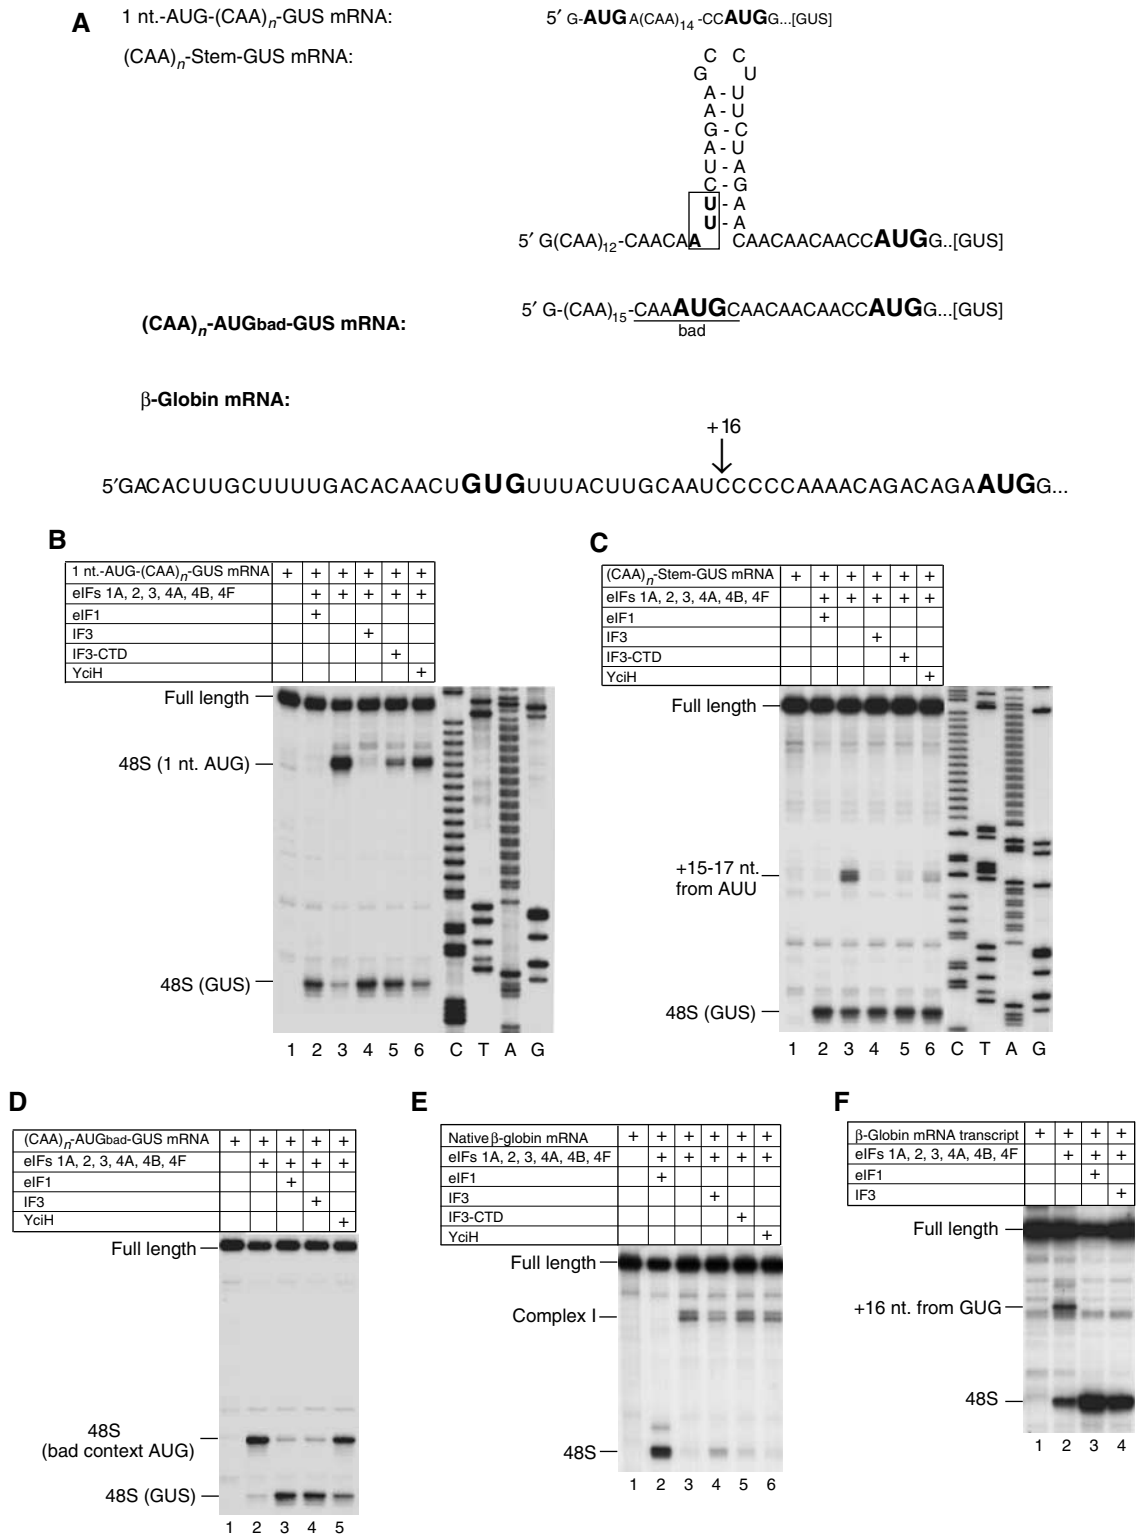 A
1 nt.-AUG-(CAA)n-GUS mRNA:
5′ G-AUG A(CAA)14 -CCAUGG...[GUS]
(CAA)n-Stem-GUS mRNA:
C C
G U
A - U
A - U
G - C
A - U
U - A
C - G
U - A
U - A
5′ G(CAA)12-CAACAA CAACAACAACCAUGG..[GUS]
(CAA)n-AUGbad-GUS mRNA:
5′ G-(CAA)15-CAAAUGCAACAACAACCAUGG...[GUS]
bad
β-Globin mRNA:
+16
5′GACACUUGCUUUUGACACAACUGUGUUUACUUGCAAUCCCCCAAAACAGACAGAAUGG...
B
1 nt.-AUG-(CAA)n-GUS mRNA + + + + + +
eIFs 1A, 2, 3, 4A, 4B, 4F + + + + +
eIF1 +
IF3 +
IF3-CTD +
YciH +
Full length
48S (1 nt. AUG)
48S (GUS)
1 2 3 4 5 6 C T A G
C
(CAA)n-Stem-GUS mRNA + + + + + +
eIFs 1A, 2, 3, 4A, 4B, 4F + + + + +
eIF1 +
IF3 +
IF3-CTD +
YciH +
Full length
+15-17 nt.
from AUU
48S (GUS)
1 2 3 4 5 6 C T A G
D
(CAA)n-AUGbad-GUS mRNA + + + + +
eIFs 1A, 2, 3, 4A, 4B, 4F + + + +
eIF1 +
IF3 +
YciH +
Full length
48S
(bad context AUG)
48S (GUS)
1 2 3 4 5
E
Native β-globin mRNA + + + + + +
eIFs 1A, 2, 3, 4A, 4B, 4F + + + + +
eIF1 +
IF3 +
IF3-CTD +
YciH +
Full length
Complex I
48S
1 2 3 4 5 6
F
β-Globin mRNA transcript + + + +
eIFs 1A, 2, 3, 4A, 4B, 4F + + +
eIF1 +
IF3 +
Full length
+16 nt. from GUG
48S
1 2 3 4